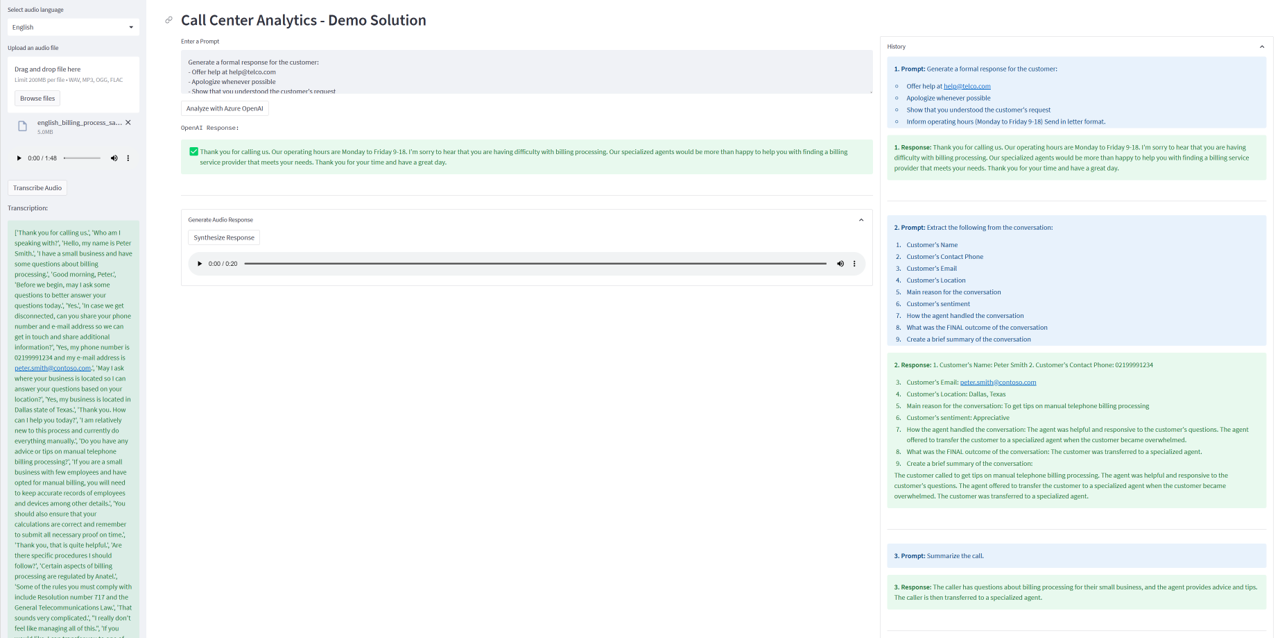 Select audio language
English
Upload an audio file
Drag and drop file here
Limit 200MB per file • WAV, MP3, OGG, FLAC
Browse files
english_billing_process_sa...
3.0MB
0:00 / 1:48
Transcribe Audio
Transcription:
['Thank you for calling us.', 'Who am I
speaking with?', 'Hello, my name is Peter
Smith.', 'I have a small business and have
some questions about billing
processing.', 'Good morning, Peter.',
'Before we begin, may I ask some
questions to better answer your
questions today.', 'Yes.', 'In case we get
disconnected, can you share your phone
number and e-mail address so we can
get in touch and share additional
information?', 'Yes, my phone number is
02199991234 and my e-mail address is
peter.smith@contoso.com.', 'May I ask
where your business is located so I can
answer your questions based on your
location?', 'Yes, my business is located in
Dallas state of Texas.', 'Thank you. How
can I help you today?', 'I am relatively
new to this process and currently do
everything manually.', 'Do you have any
advice or tips on manual telephone
billing processing?', 'If you are a small
business with few employees and have
opted for manual billing, you will need
to keep accurate records of employees
and devices among other details.', 'You
should also ensure that your
calculations are correct and remember
to submit all necessary proof on time.',
'Thank you, that is quite helpful.', 'Are
there specific procedures I should
follow?', 'Certain aspects of billing
processing are regulated by Anatel.',
'Some of the rules you must comply with
include Resolution number 717 and the
General Telecommunications Law.', 'That
sounds very complicated.', "I really don't
feel like managing all of this.", 'If you
Call Center Analytics - Demo Solution
Enter a Prompt
Generate a formal response for the customer:
- Offer help at help@telco.com
- Apologize whenever possible
- Show that you understood the customer's request
Analyze with Azure OpenAI
OpenAI Response:
Thank you for calling us. Our operating hours are Monday to Friday 9-18. I'm sorry to hear that you are having difficulty with billing processing. Our specialized agents would be more than happy to help you with finding a billing
service provider that meets your needs. Thank you for your time and have a great day.
Generate Audio Response
Synthesize Response
0:00 / 0:20
History
1. Prompt: Generate a formal response for the customer:
Offer help at help@telco.com
Apologize whenever possible
Show that you understood the customer's request
Inform operating hours (Monday to Friday 9-18) Send in letter format.
1. Response: Thank you for calling us. Our operating hours are Monday to Friday 9-18. I'm sorry to hear that you are having
difficulty with billing processing. Our specialized agents would be more than happy to help you with finding a billing service
provider that meets your needs. Thank you for your time and have a great day.
2. Prompt: Extract the following from the conversation:
1. Customer's Name
2. Customer's Contact Phone
3. Customer's Email
4. Customer's Location
5. Main reason for the conversation
6. Customer's sentiment
7. How the agent handled the conversation
8. What was the FINAL outcome of the conversation
9. Create a brief summary of the conversation
2. Response: 1. Customer's Name: Peter Smith 2. Customer's Contact Phone: 02199991234
3. Customer's Email: peter.smith@contoso.com
4. Customer's Location: Dallas, Texas
5. Main reason for the conversation: To get tips on manual telephone billing processing
6. Customer's sentiment: Appreciative
7. How the agent handled the conversation: The agent was helpful and responsive to the customer's questions. The agent
offered to transfer the customer to a specialized agent when the customer became overwhelmed.
8. What was the FINAL outcome of the conversation: The customer was transferred to a specialized agent.
9. Create a brief summary of the conversation:
The customer called to get tips on manual telephone billing processing. The agent was helpful and responsive to the
customer's questions. The agent offered to transfer the customer to a specialized agent when the customer became
overwhelmed. The customer was transferred to a specialized agent.
3. Prompt: Summarize the call.
3. Response: The caller has questions about billing processing for their small business, and the agent provides advice and tips.
The caller is then transferred to a specialized agent.